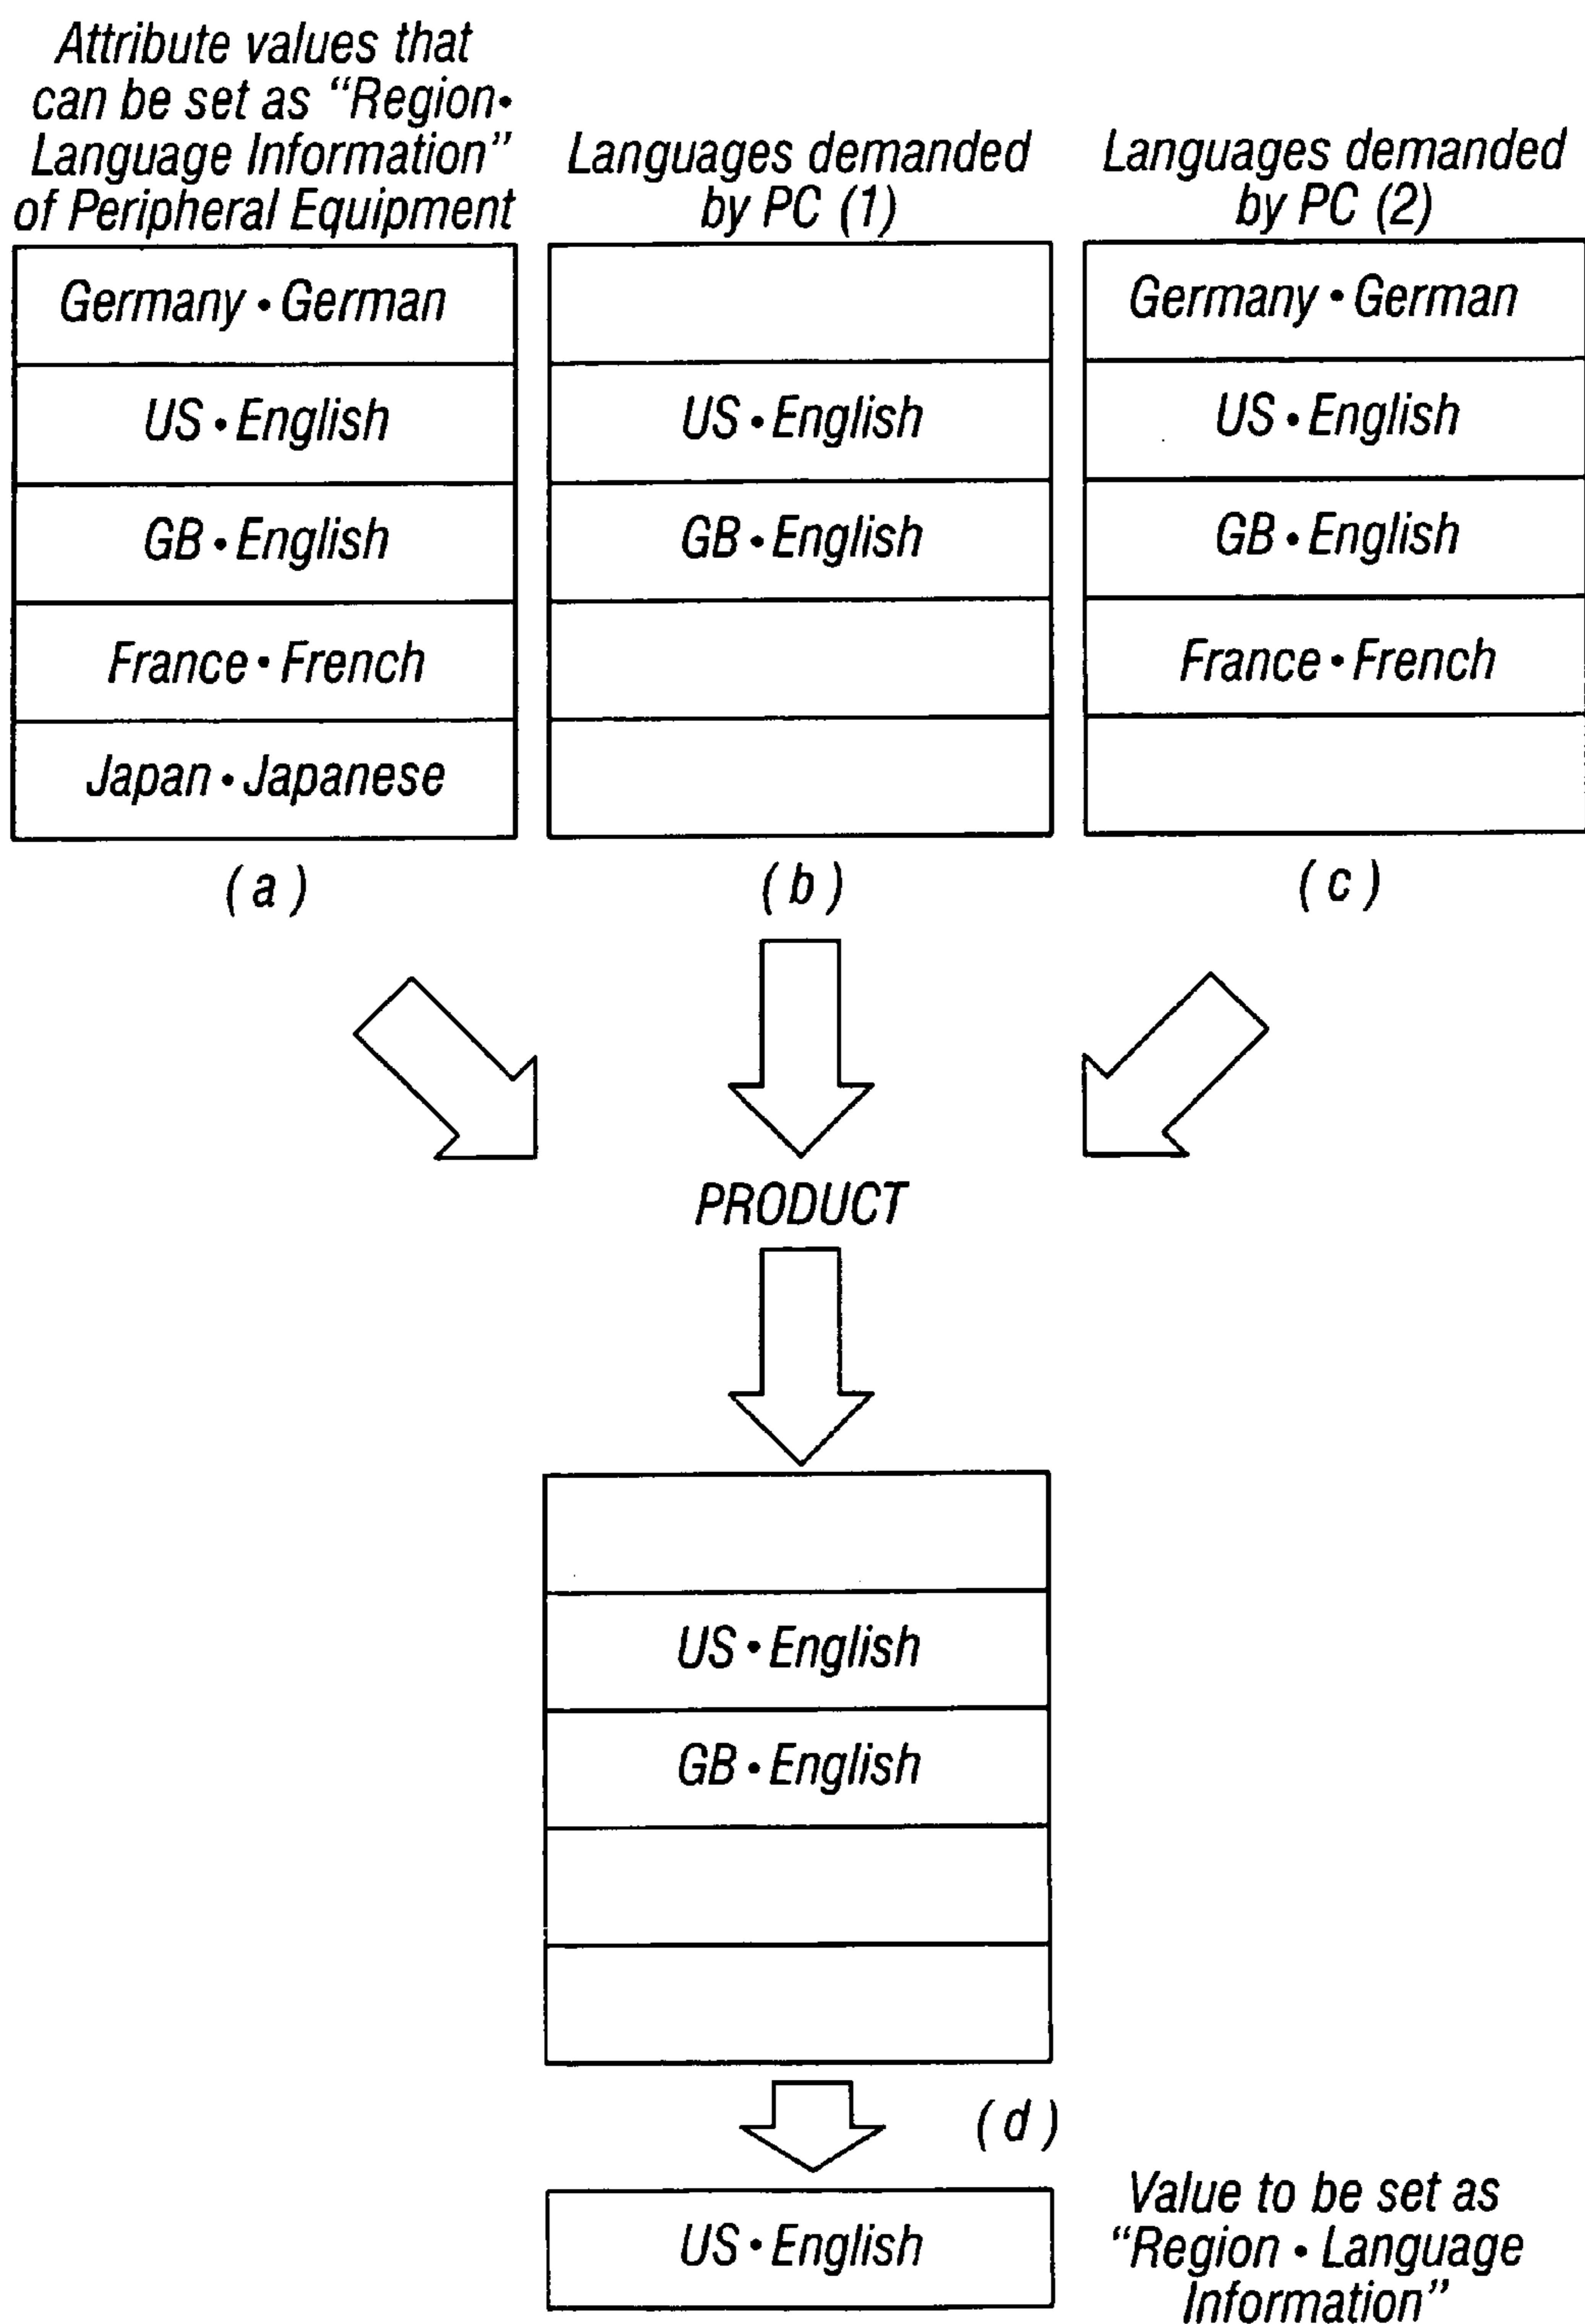 Attribute values that
can be set as "Region•
Language Information"
of Peripheral Equipment
Languages demanded
by PC (1)
Languages demanded
by PC (2)
Germany • German
US • English
GB • English
France • French
Japan • Japanese
(a)
US • English
GB • English
(b)
Germany • German
US • English
GB • English
France • French
(c)
PRODUCT
US • English
GB • English
(d)
US • English
Value to be set as
"Region • Language
Information"